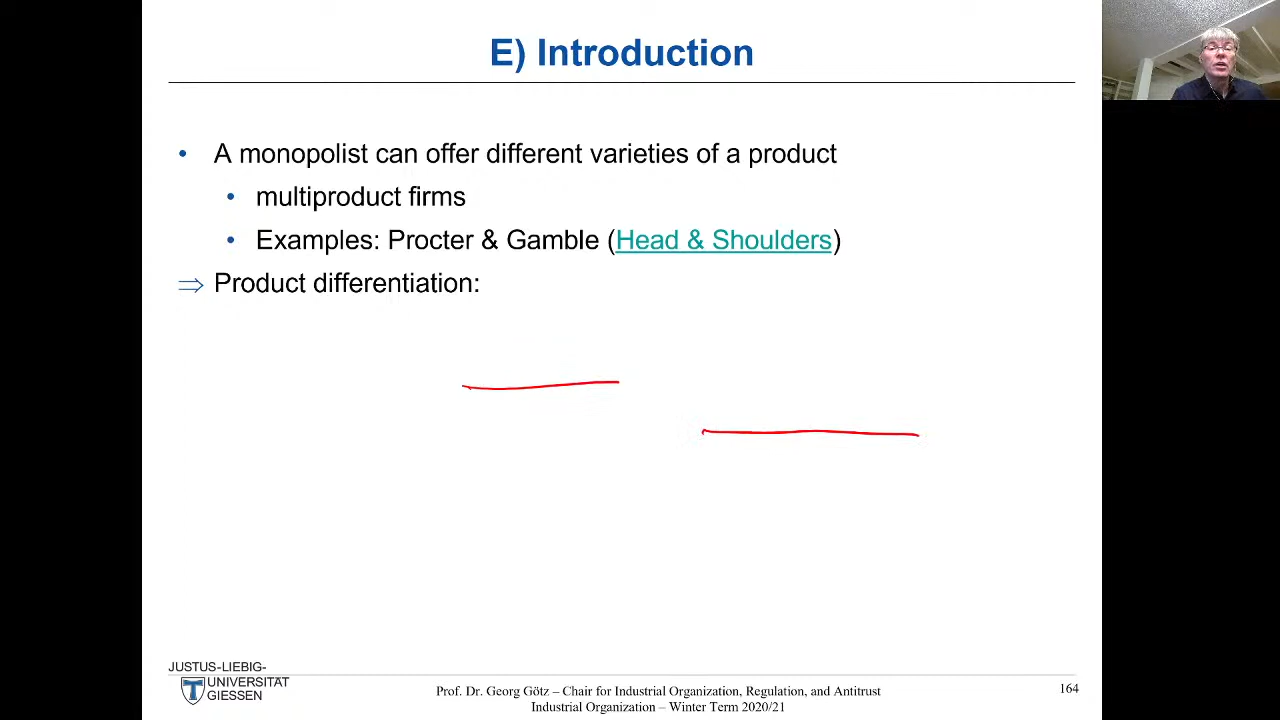 E) Introduction
• A monopolist can offer different varieties of a product
• multiproduct firms
• Examples: Procter & Gamble (Head & Shoulders)
⇒ Product differentiation:
JUSTUS-LIEBIG-
UNIVERSITÄT
GIESSEN
Prof. Dr. Georg Götz – Chair for Industrial Organization, Regulation, and Antitrust
Industrial Organization – Winter Term 2020/21
164